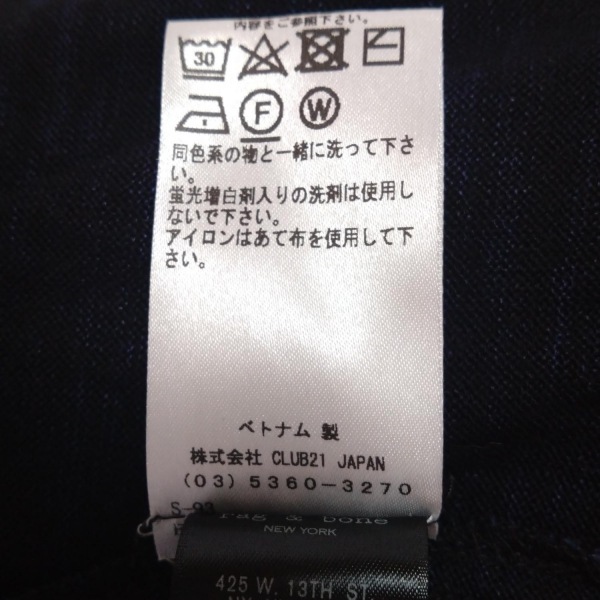 内容をご参照下さい。
30
F W
同色系の物と一緒に洗って下さ
い。
蛍光増白剤入りの洗剤は使用し
ないで下さい。
アイロンはあて布を使用して下
さい。
ベトナム 製
株式会社 CLUB21 JAPAN
(03) 5360-3270
S-93
rag & bone
NEW YORK
425 W. 13TH ST